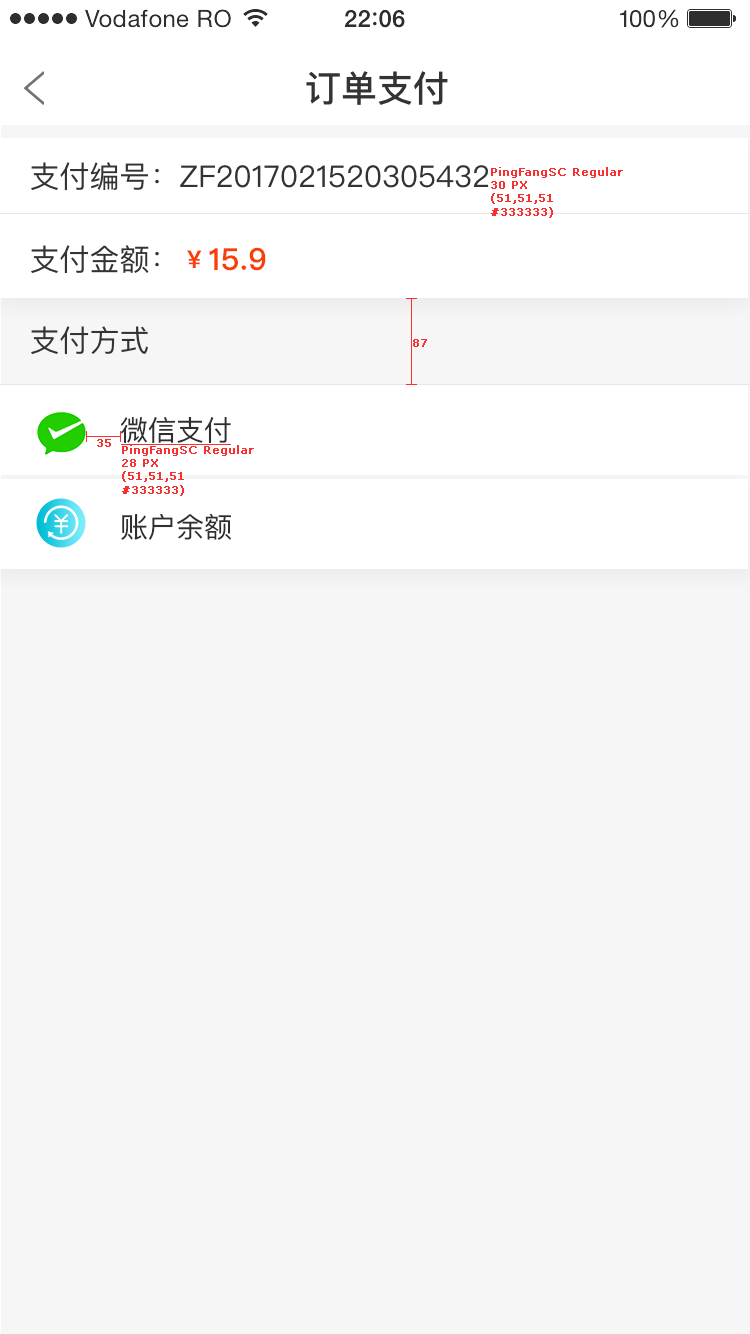 Vodafone RO 22:06 100%
订单支付
支付编号：ZF2017021520305432
PingFangSC Regular
30 PX
(51,51,51
#333333)
支付金额：￥15.9
87
支付方式
微信支付
35
PingFangSC Regular
28 PX
(51,51,51
#333333)
账户余额